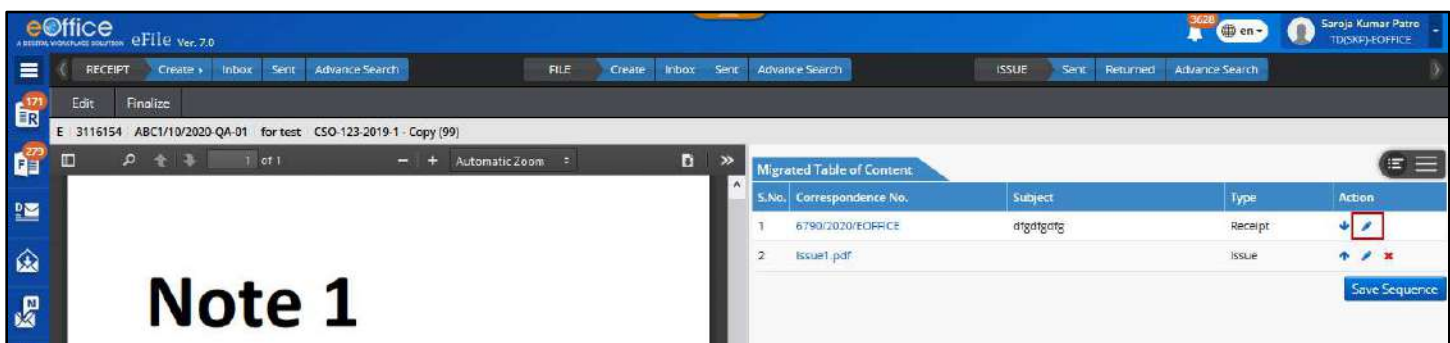 eOffice
A DIGITAL WORKPLACE SOLUTION
eFile Ver. 7.0
3628
en
Saroja Kumar Patro
TD(SKP)-EOFFICE
RECEIPT Create Inbox Sent Advance Search FILE Create Inbox Sent Advance Search ISSUE Sent Returned Advance Search
171
R
Edit Finalize
E 3116154 ABC1/10/2020-QA-01 for test CSO-123-2019-1 - Copy (99)
279
F
1 of 1 - + Automatic Zoom
Migrated Table of Content
S.No. Correspondence No. Subject Type Action
1 6790/2020/EOFFICE dfgdfgdfg Receipt
2 Issue1.pdf Issue
Save Sequence
D
N
Note 1